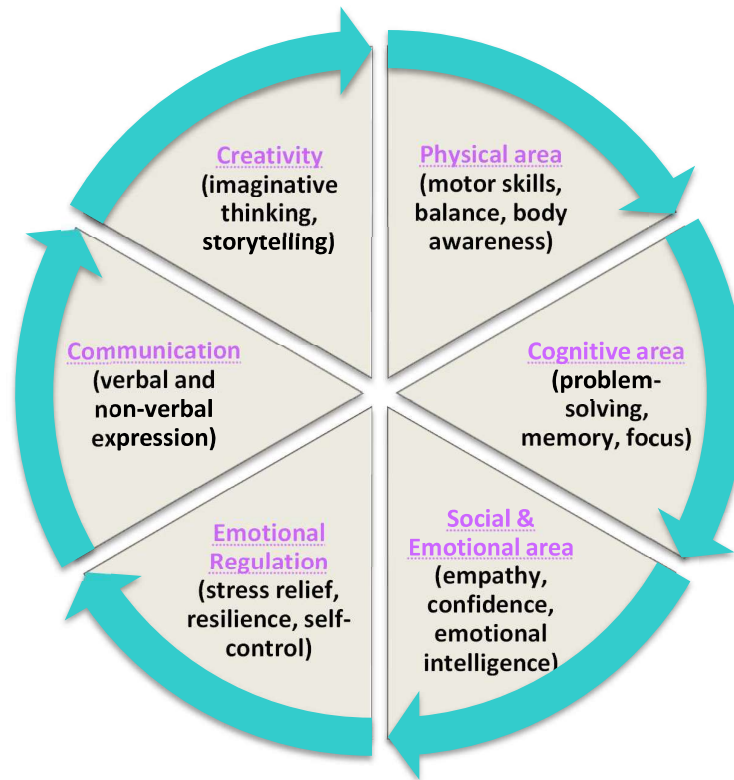 Creativity
(imaginative
thinking,
storytelling)
Physical area
(motor skills,
balance, body
awareness)
Communication
(verbal and
non-verbal
expression)
Cognitive area
(problem-
solving,
memory, focus)
Emotional
Regulation
(stress relief,
resilience, self-
control)
Social &
Emotional area
(empathy,
confidence,
emotional
intelligence)